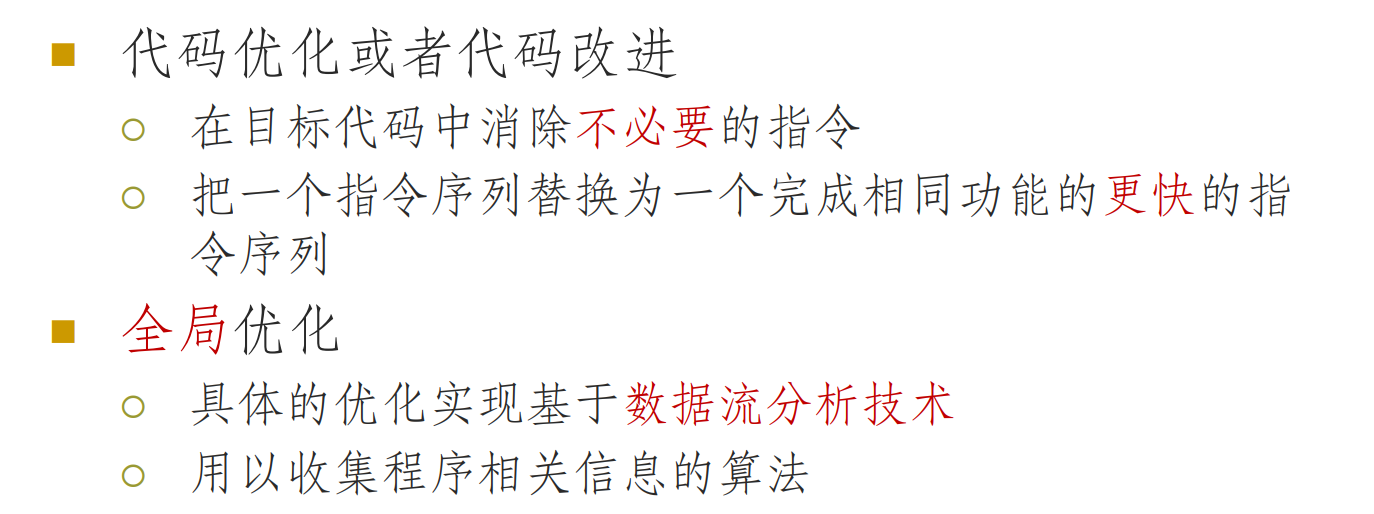 代码优化或者代码改进
在目标代码中消除不必要的指令
把一个指令序列替换为一个完成相同功能的更快的指
令序列
全局优化
具体的优化实现基于数据流分析技术
用以收集程序相关信息的算法